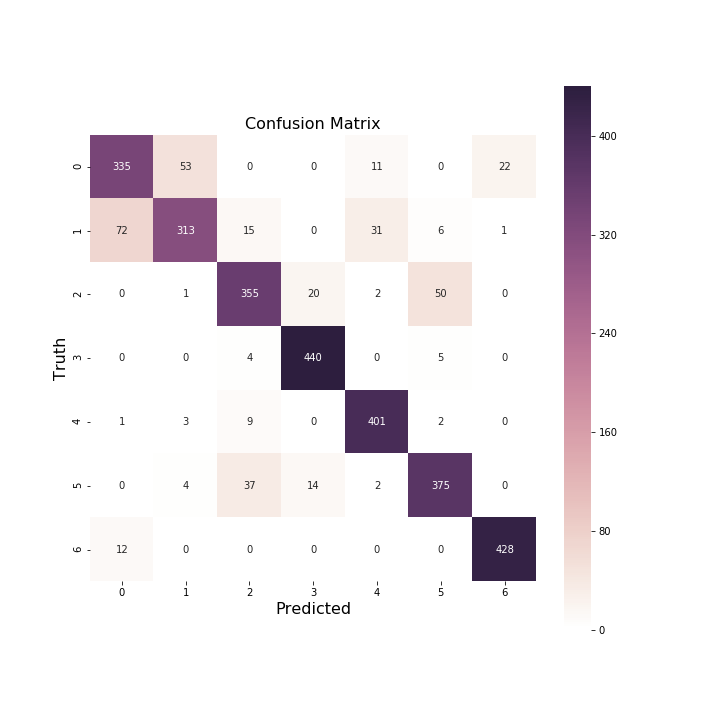 Confusion Matrix
0 335 53 0 0 11 0 22
1 72 313 15 0 31 6 1
2 0 1 355 20 2 50 0
3 0 0 4 440 0 5 0
4 1 3 9 0 401 2 0
5 0 4 37 14 2 375 0
6 12 0 0 0 0 0 428
0 1 2 3 4 5 6
Predicted
Truth
400
320
240
160
80
0